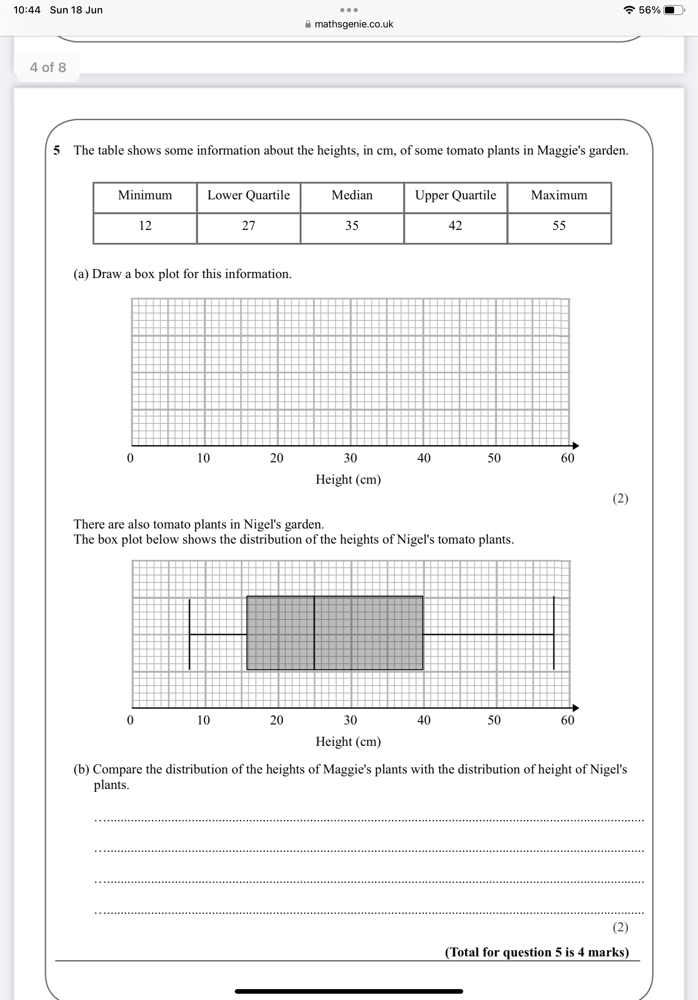 10:44 Sun 18 Jun
56%
mathsgenie.co.uk
4 of 8
5 The table shows some information about the heights, in cm, of some tomato plants in Maggie's garden.
Minimum Lower Quartile Median Upper Quartile Maximum
12 27 35 42 55
(a) Draw a box plot for this information.
0 10 20 30 40 50 60
Height (cm)
(2)
There are also tomato plants in Nigel's garden.
The box plot below shows the distribution of the heights of Nigel's tomato plants.
0 10 20 30 40 50 60
Height (cm)
(b) Compare the distribution of the heights of Maggie's plants with the distribution of height of Nigel's
plants.
(2)
(Total for question 5 is 4 marks)